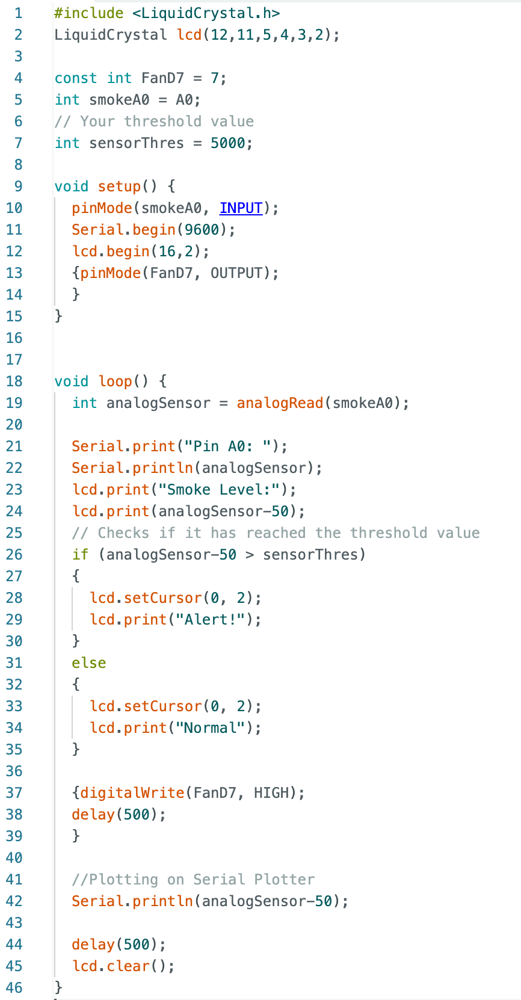 1 #include <LiquidCrystal.h>
2 LiquidCrystal lcd(12,11,5,4,3,2);
3
4 const int FanD7 = 7;
5 int smokeA0 = A0;
6 // Your threshold value
7 int sensorThres = 5000;
8
9 void setup() {
10 pinMode(smokeA0, INPUT);
11 Serial.begin(9600);
12 lcd.begin(16,2);
13 {pinMode(FanD7, OUTPUT);
14 }
15 }
16
17
18 void loop() {
19 int analogSensor = analogRead(smokeA0);
20
21 Serial.print("Pin A0: ");
22 Serial.println(analogSensor);
23 lcd.print("Smoke Level:");
24 lcd.print(analogSensor-50);
25 // Checks if it has reached the threshold value
26 if (analogSensor-50 > sensorThres)
27 {
28 lcd.setCursor(0, 2);
29 lcd.print("Alert!");
30 }
31 else
32 {
33 lcd.setCursor(0, 2);
34 lcd.print("Normal");
35 }
36
37 {digitalWrite(FanD7, HIGH);
38 delay(500);
39 }
40
41 //Plotting on Serial Plotter
42 Serial.println(analogSensor-50);
43
44 delay(500);
45 lcd.clear();
46 }